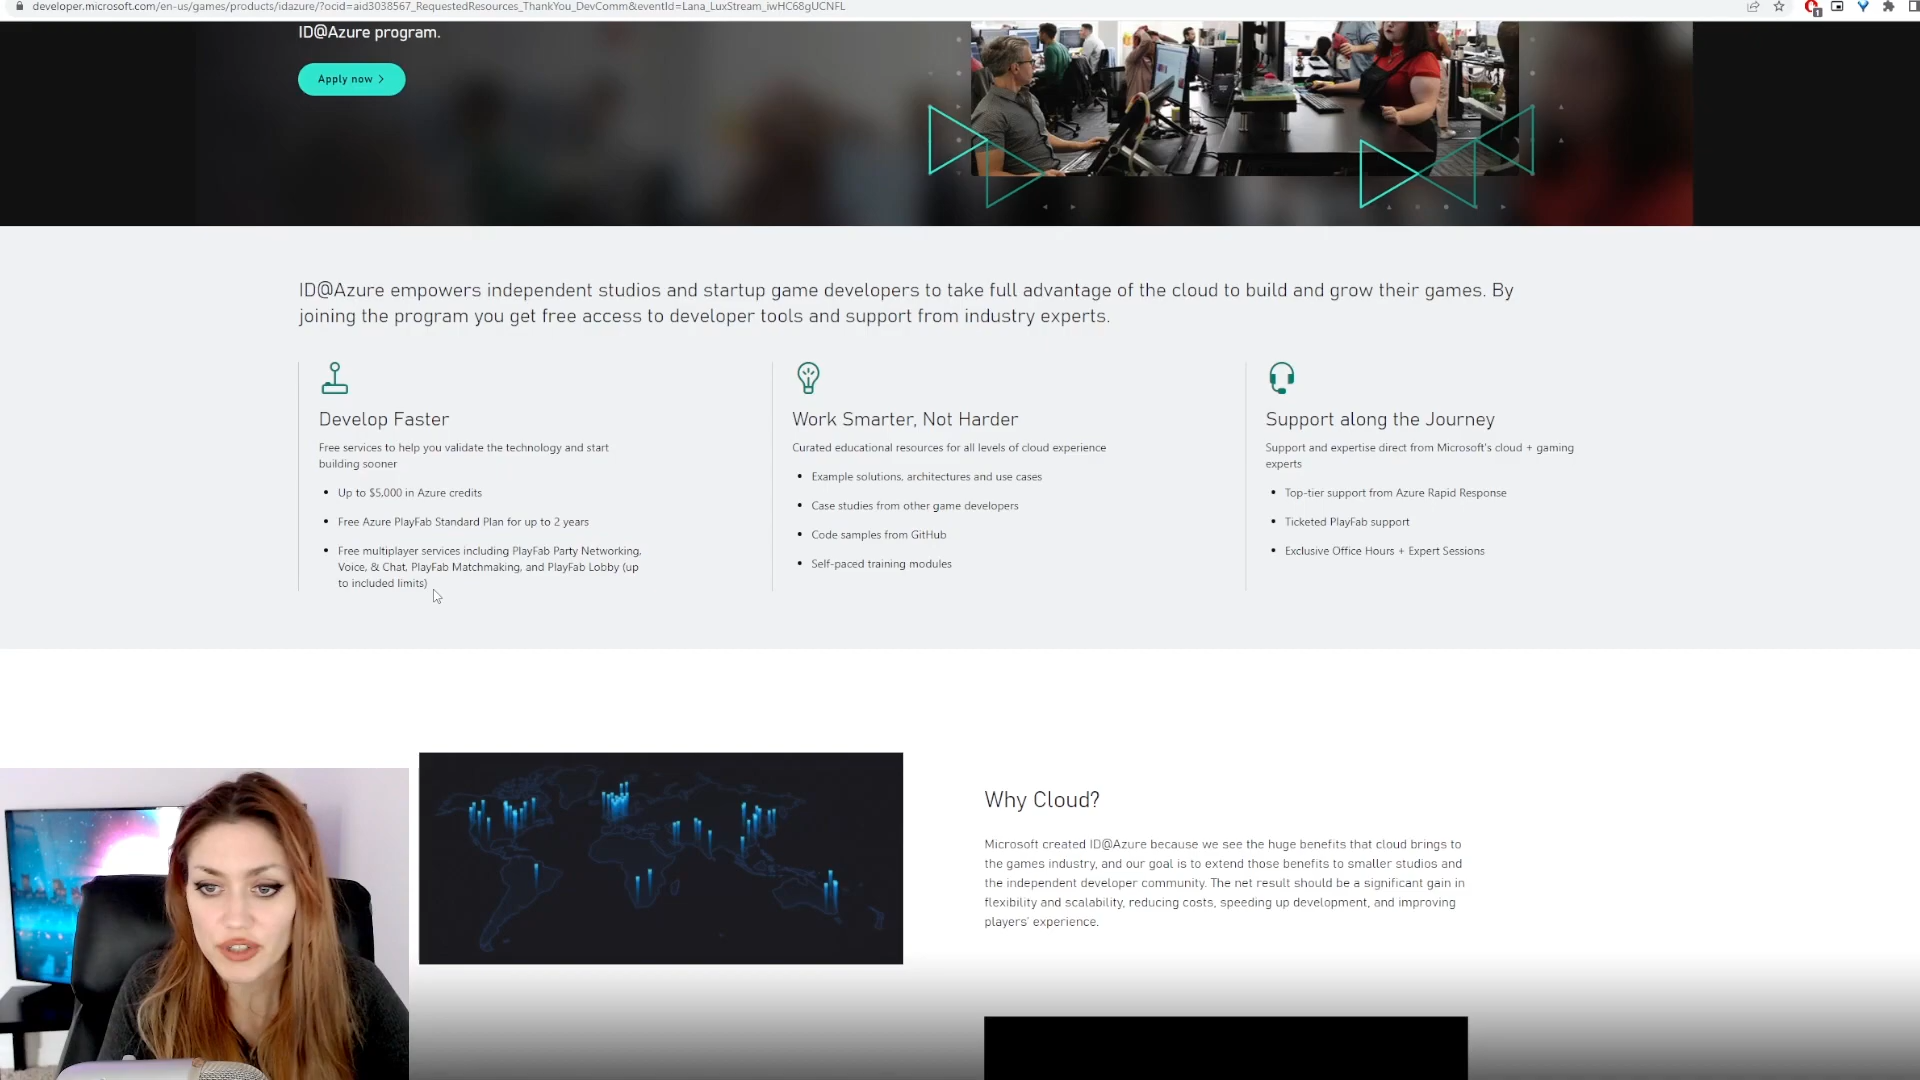 developer.microsoft.com/en-us/games/products/idazure/?ocid=aid3038567_RequestedResources_ThankYou_DevComm&eventId=Lana_LuxStream_iwHC68gUCNFL
ID@Azure program.
Apply now
ID@Azure empowers independent studios and startup game developers to take full advantage of the cloud to build and grow their games. By
joining the program you get free access to developer tools and support from industry experts.
Develop Faster
Free services to help you validate the technology and start
building sooner
• Up to $5,000 in Azure credits
• Free Azure PlayFab Standard Plan for up to 2 years
• Free multiplayer services including PlayFab Party Networking,
Voice, & Chat, PlayFab Matchmaking, and PlayFab Lobby (up
to included limits)
Work Smarter, Not Harder
Curated educational resources for all levels of cloud experience
• Example solutions, architectures and use cases
• Case studies from other game developers
• Code samples from GitHub
• Self-paced training modules
Support along the Journey
Support and expertise direct from Microsoft's cloud + gaming
experts
• Top-tier support from Azure Rapid Response
• Ticketed PlayFab support
• Exclusive Office Hours + Expert Sessions
Why Cloud?
Microsoft created ID@Azure because we see the huge benefits that cloud brings to
the games industry, and our goal is to extend those benefits to smaller studios and
the independent developer community. The net result should be a significant gain in
flexibility and scalability, reducing costs, speeding up development, and improving
players' experience.